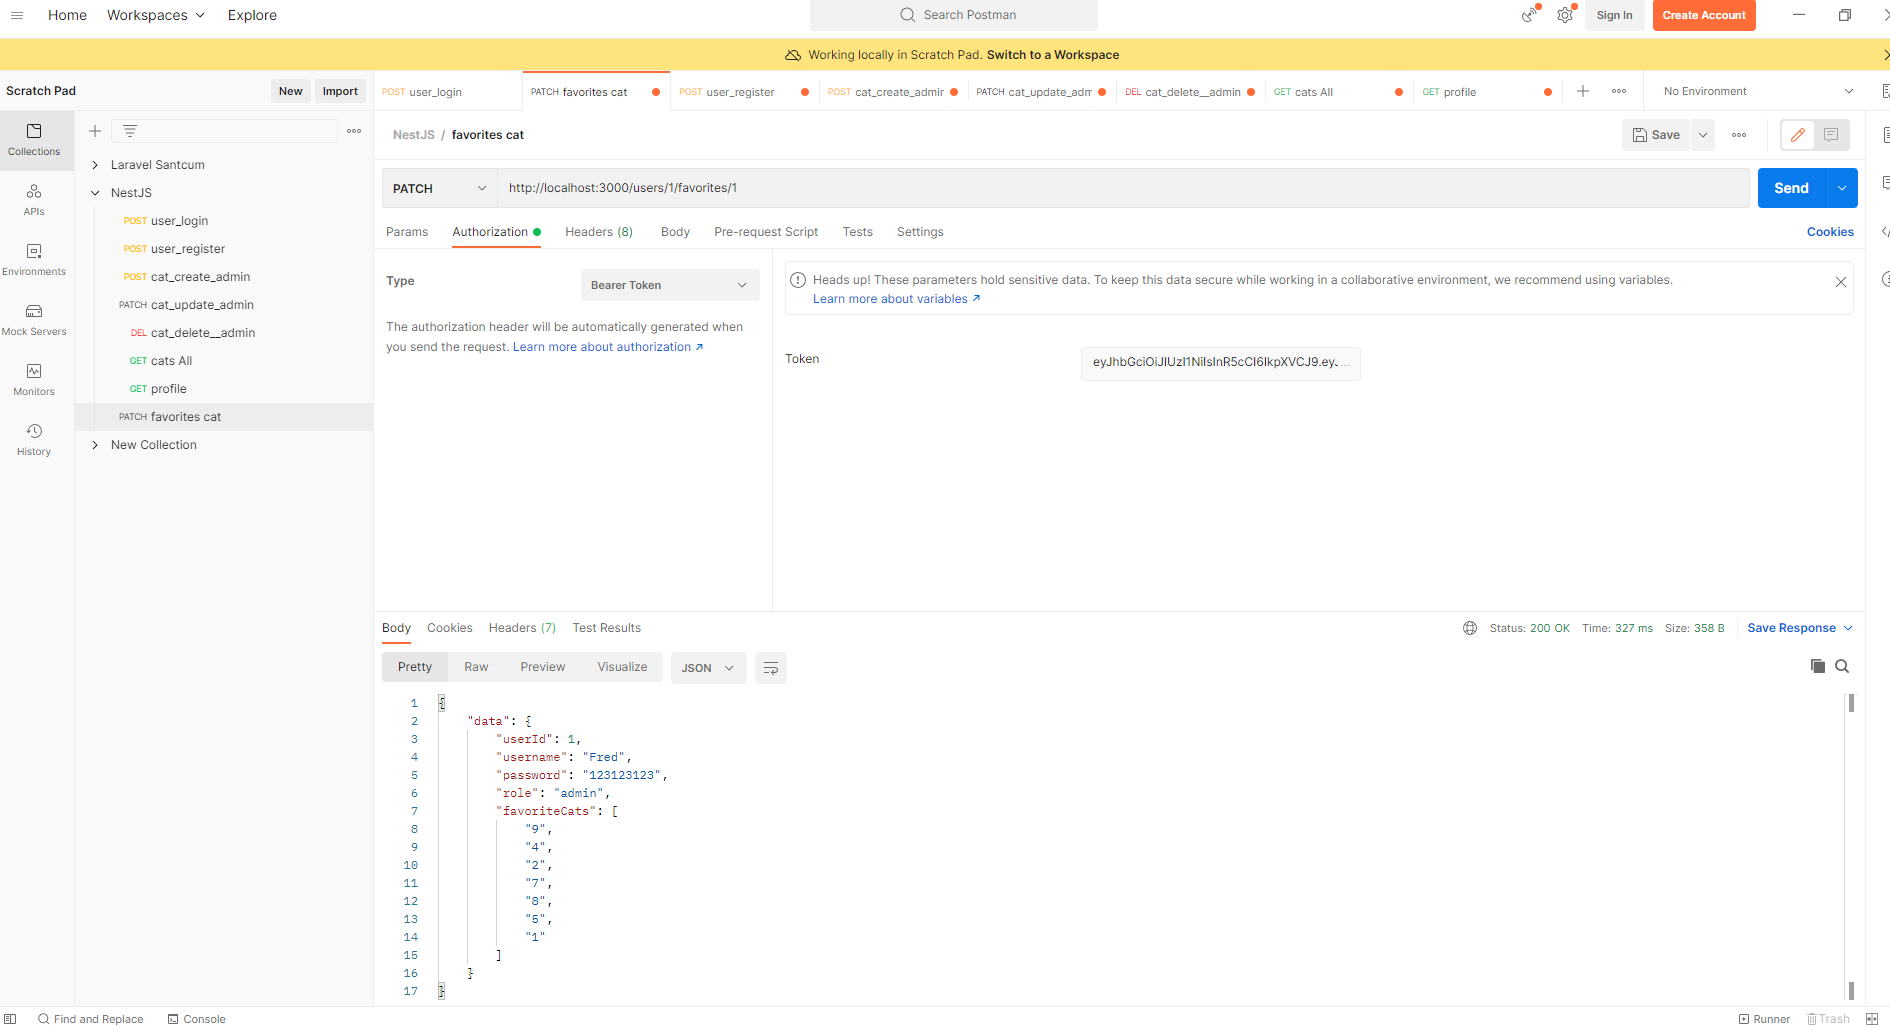 Home Workspaces Explore Search Postman Sign In Create Account
Working locally in Scratch Pad. Switch to a Workspace
Scratch Pad New Import
POST user_login PATCH favorites cat POST user_register POST cat_create_admir PATCH cat_update_adm DEL cat_delete__admin GET cats All GET profile No Environment
Collections
APIs
Environments
Mock Servers
Monitors
History
Laravel Santcum
NestJS
POST user_login
POST user_register
POST cat_create_admin
PATCH cat_update_admin
DEL cat_delete__admin
GET cats All
GET profile
PATCH favorites cat
New Collection
NestJS / favorites cat Save
PATCH http://localhost:3000/users/1/favorites/1 Send
Params Authorization Headers (8) Body Pre-request Script Tests Settings Cookies
Type Bearer Token
The authorization header will be automatically generated when
you send the request. Learn more about authorization ↗
Heads up! These parameters hold sensitive data. To keep this data secure while working in a collaborative environment, we recommend using variables.
Learn more about variables ↗
Token eyJhbGciOiJIUzI1NiIsInR5cCI6IkpXVCJ9.eyJ...
Body Cookies Headers (7) Test Results Status: 200 OK Time: 327 ms Size: 358 B Save Response
Pretty Raw Preview Visualize JSON
1 {
2 "data": {
3 "userId": 1,
4 "username": "Fred",
5 "password": "123123123",
6 "role": "admin",
7 "favoriteCats": [
8 "9",
9 "4",
10 "2",
11 "7",
12 "8",
13 "5",
14 "1"
15 ]
16 }
17 }
Find and Replace Console Runner Trash